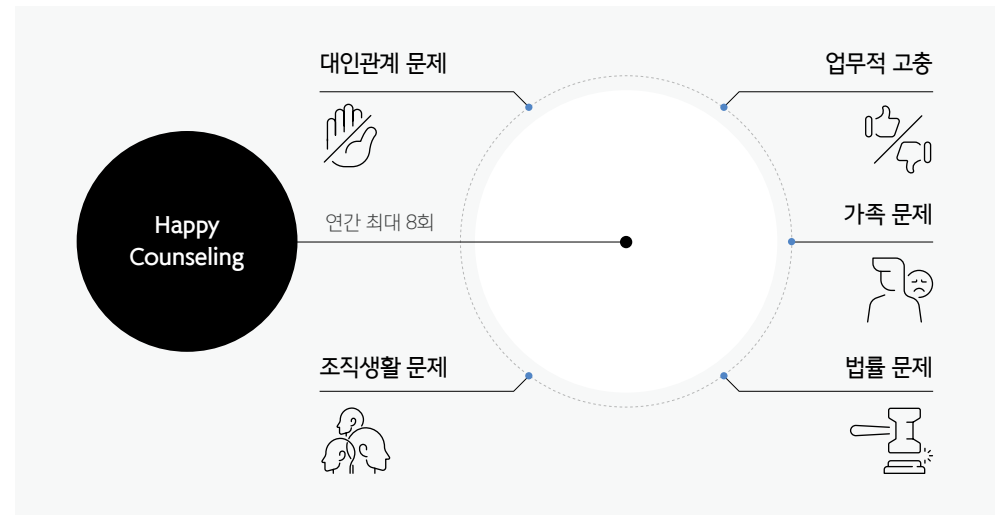 대인관계 문제
업무적 고충
Happy
Counseling
연간 최대 8회
가족 문제
조직생활 문제
법률 문제